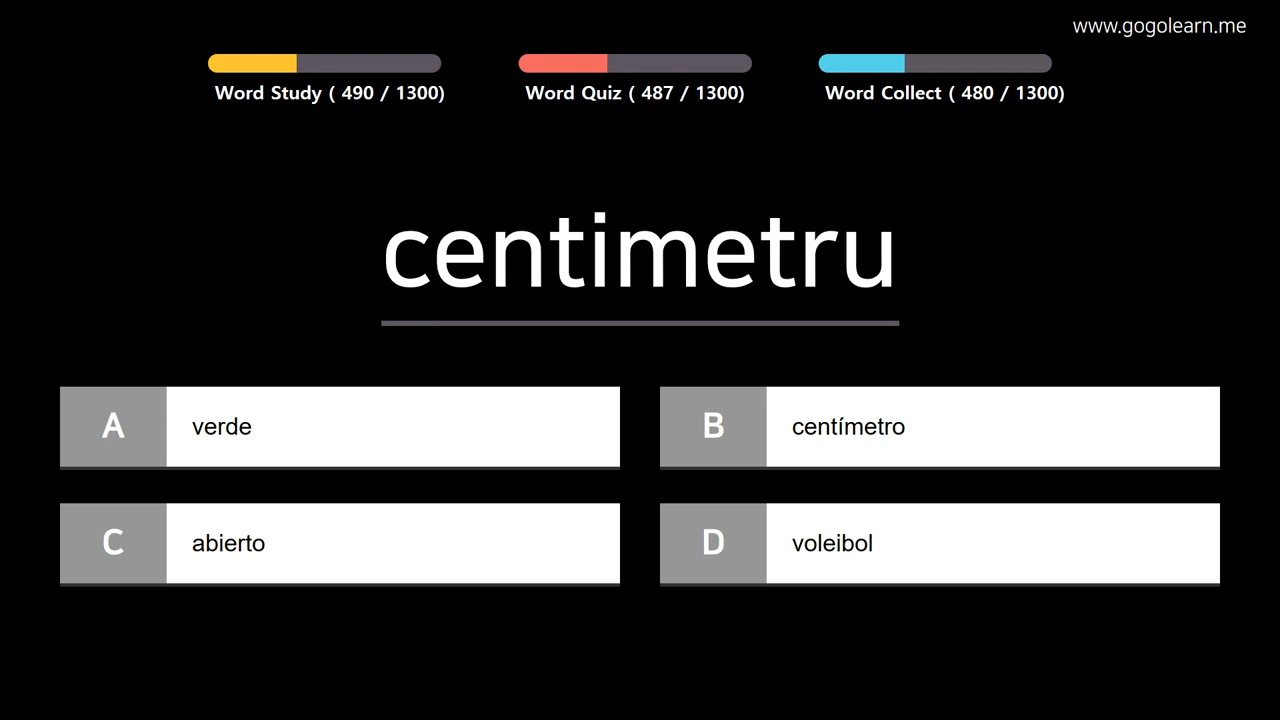 www.gogolearn.me
Word Study ( 490 / 1300)
Word Quiz ( 487 / 1300)
Word Collect ( 480 / 1300)
centimetru
A verde
B centímetro
C abierto
D voleibol